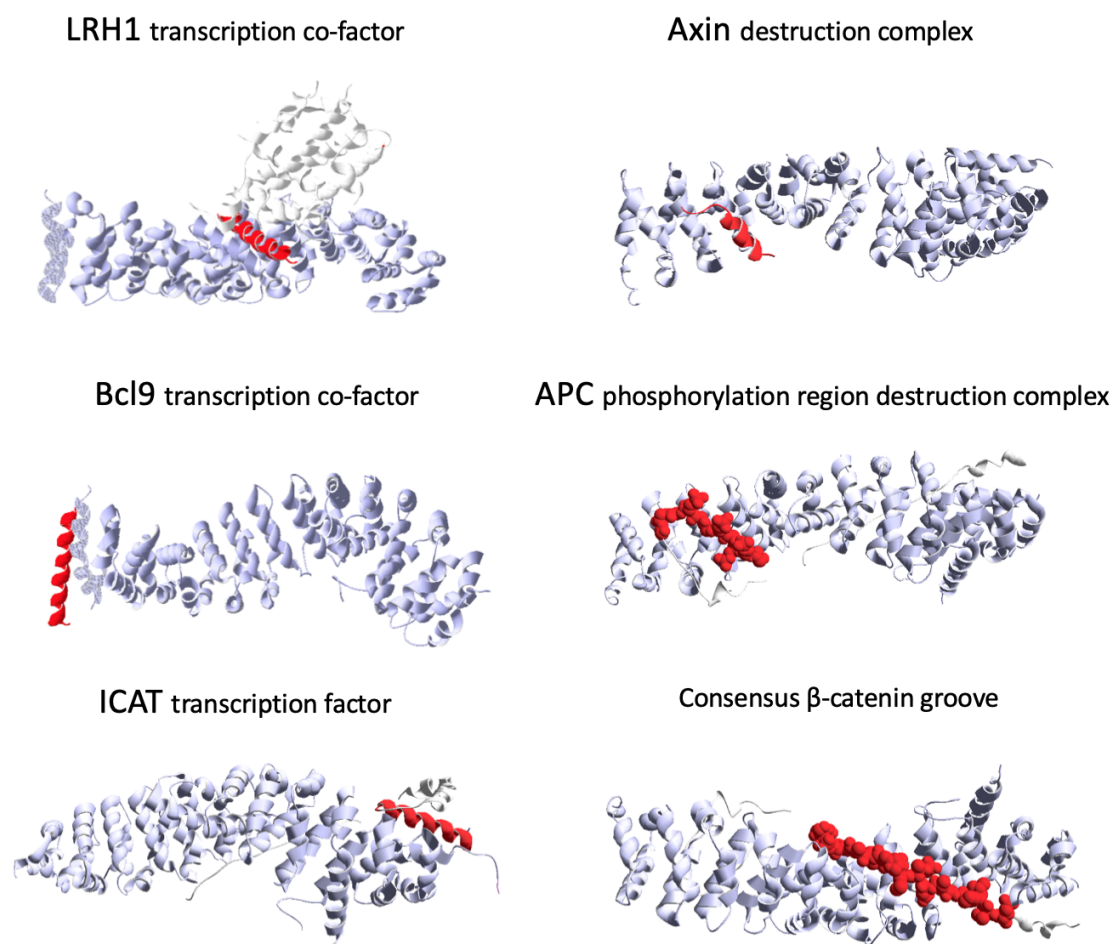 LRH1 transcription co-factor
Axin destruction complex
Bcl9 transcription co-factor
APC phosphorylation region destruction complex
ICAT transcription factor
Consensus β-catenin groove